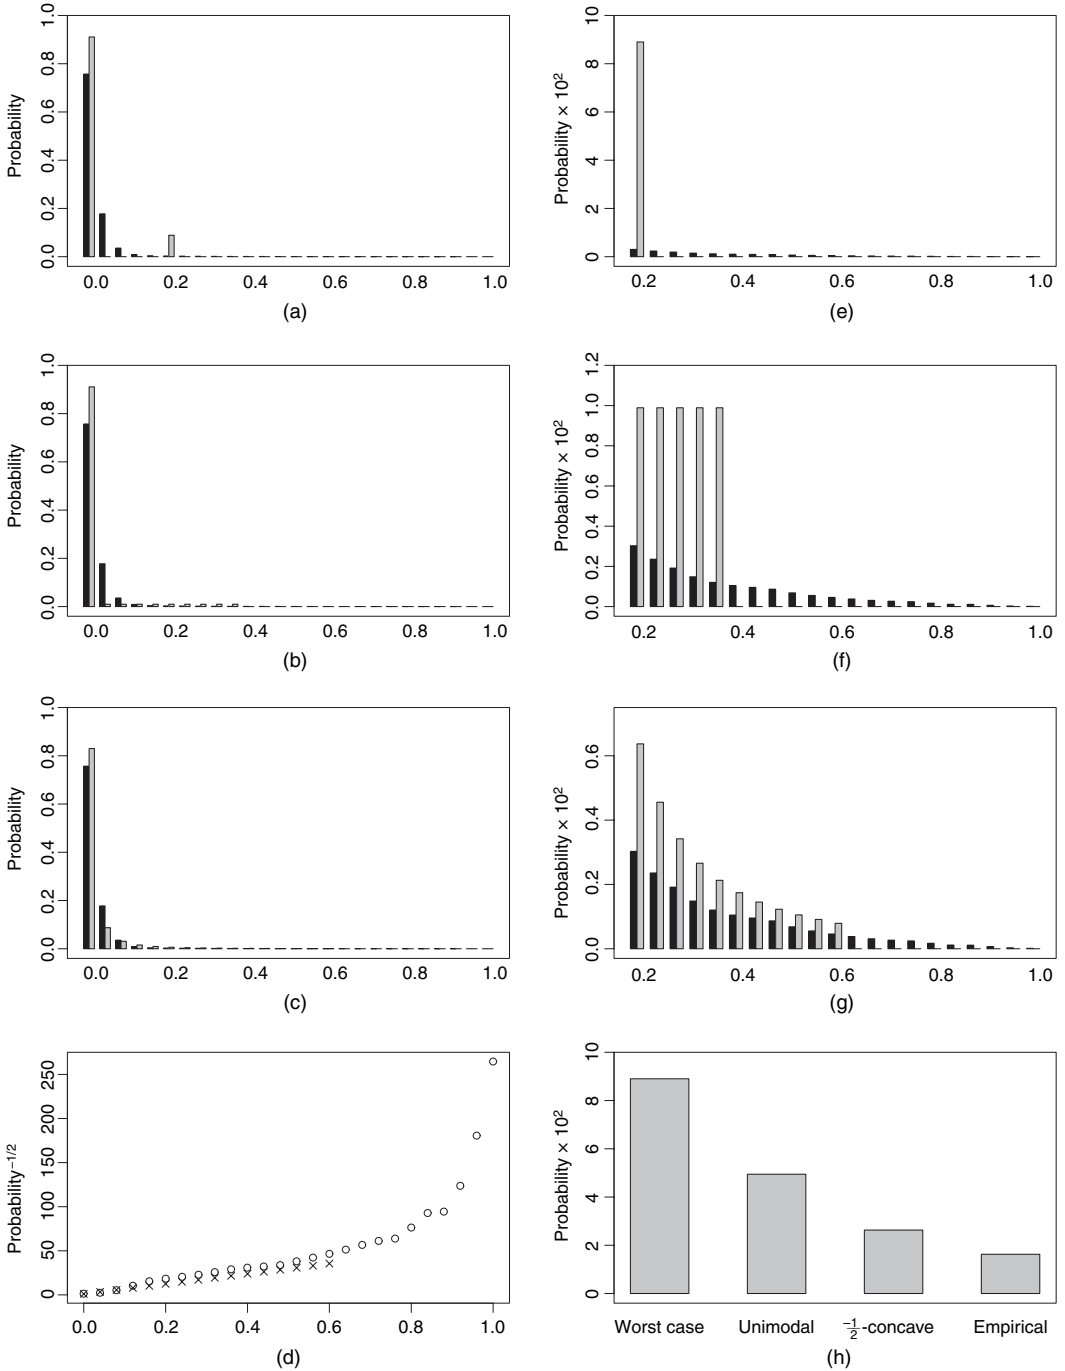 Probability
0.0 0.2 0.4 0.6 0.8 1.0
0.0 0.2 0.4 0.6 0.8 1.0
(a)
Probability × 10²
0 2 4 6 8 10
0.2 0.4 0.6 0.8 1.0
(e)
Probability
0.0 0.2 0.4 0.6 0.8 1.0
0.0 0.2 0.4 0.6 0.8 1.0
(b)
Probability × 10²
0.0 0.2 0.4 0.6 0.8 1.0 1.2
0.2 0.4 0.6 0.8 1.0
(f)
Probability
0.0 0.2 0.4 0.6 0.8 1.0
0.0 0.2 0.4 0.6 0.8 1.0
(c)
Probability × 10²
0.0 0.2 0.4 0.6
0.2 0.4 0.6 0.8 1.0
(g)
Probability⁻¹/²
0 50 100 150 200 250
0.0 0.2 0.4 0.6 0.8 1.0
(d)
Probability × 10²
0 2 4 6 8 10
Worst case Unimodal −1/2-concave Empirical
(h)